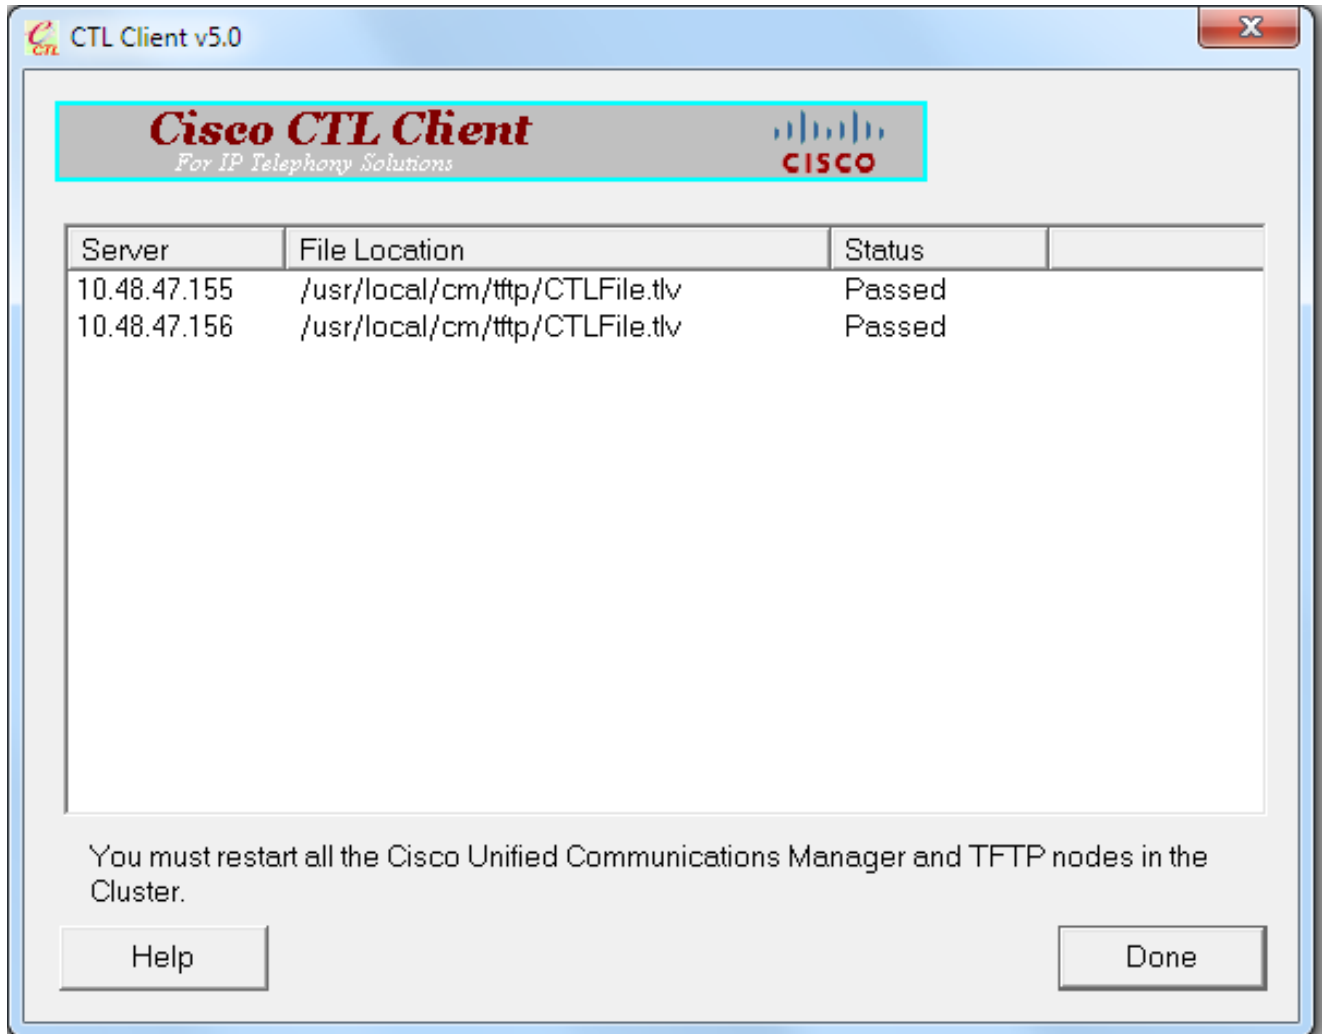 CTL Client v5.0
Cisco CTL Client
For IP Telephony Solutions
CISCO
Server File Location Status
10.48.47.155 /usr/local/cm/tftp/CTLFile.tlv Passed
10.48.47.156 /usr/local/cm/tftp/CTLFile.tlv Passed
You must restart all the Cisco Unified Communications Manager and TFTP nodes in the
Cluster.
Help Done